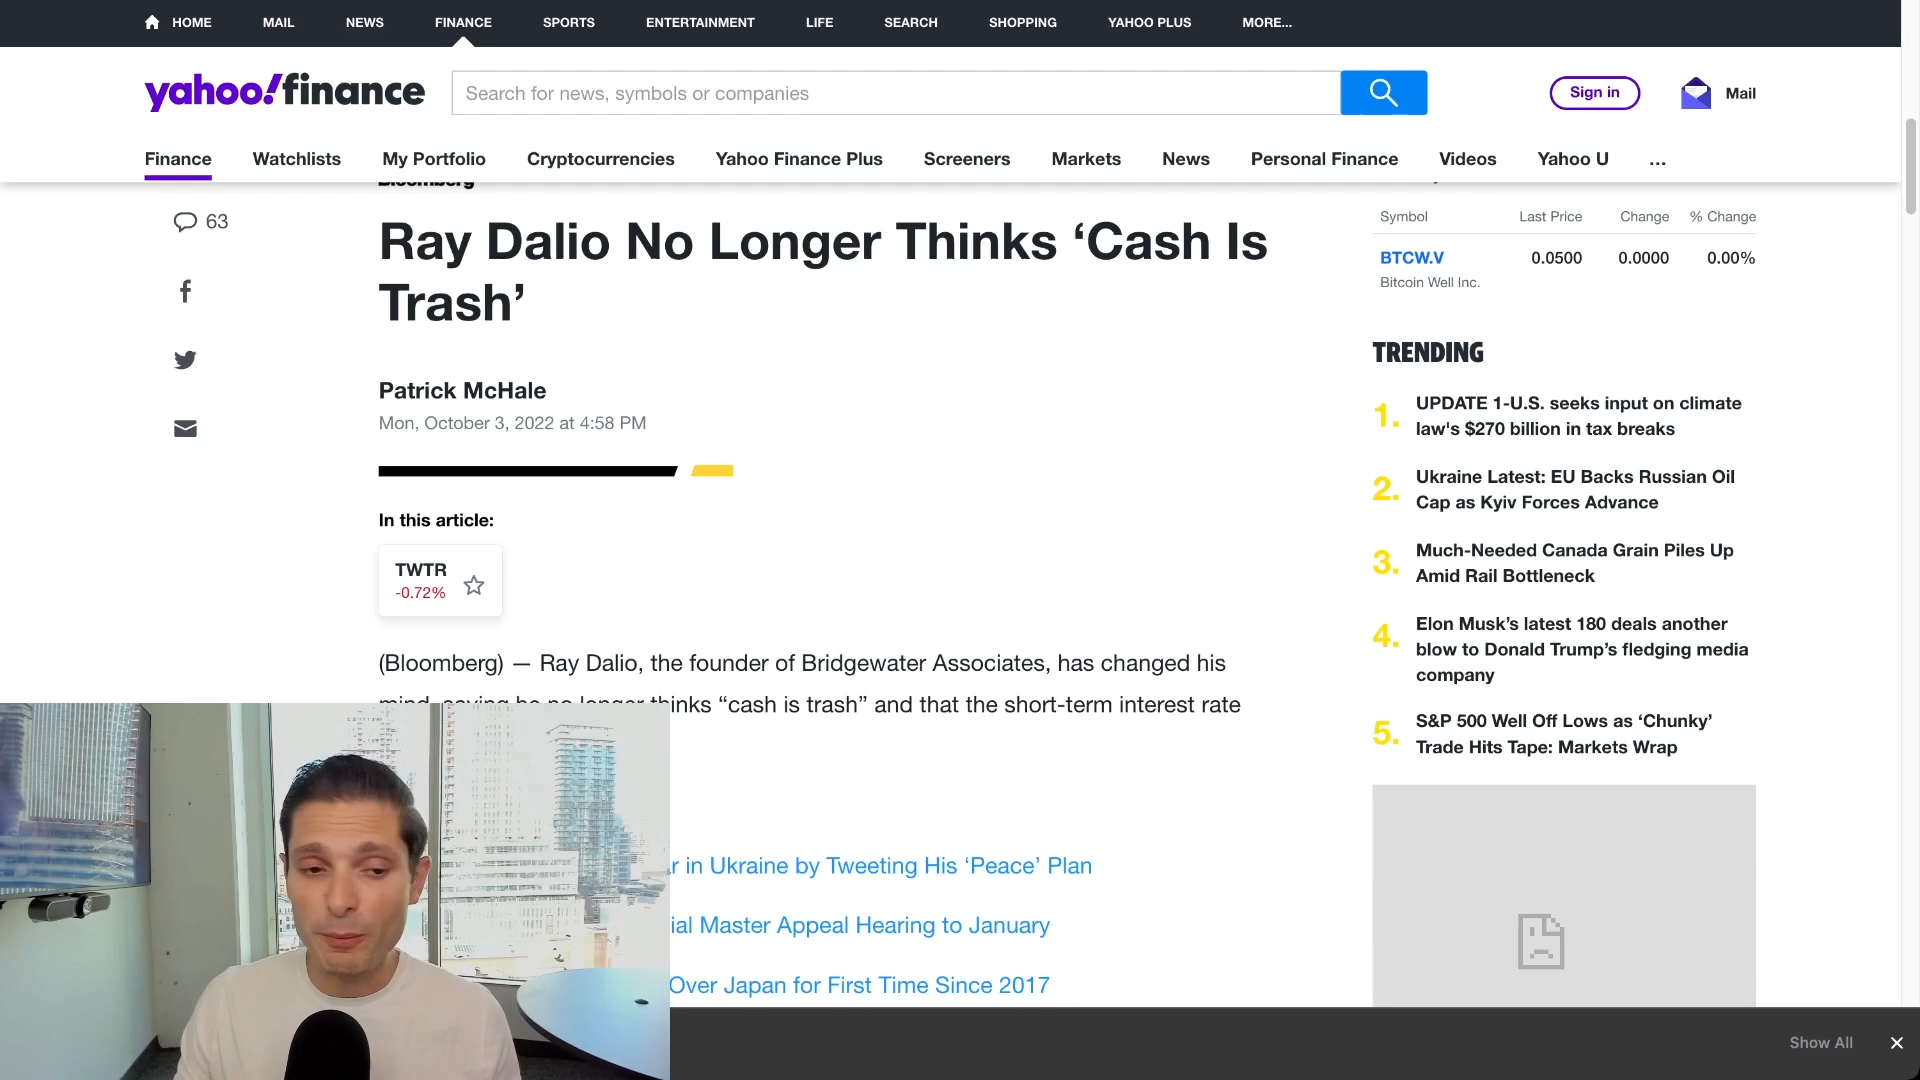 HOME MAIL NEWS FINANCE SPORTS ENTERTAINMENT LIFE SEARCH SHOPPING YAHOO PLUS MORE...
yahoo!finance
Search for news, symbols or companies
Sign in
Mail
Finance Watchlists My Portfolio Cryptocurrencies Yahoo Finance Plus Screeners Markets News Personal Finance Videos Yahoo U ...
Bloomberg
63
Ray Dalio No Longer Thinks ‘Cash Is
Trash’
Patrick McHale
Mon, October 3, 2022 at 4:58 PM
In this article:
TWTR
-0.72%
(Bloomberg) — Ray Dalio, the founder of Bridgewater Associates, has changed his
mind, saying he no longer thinks “cash is trash” and that the short-term interest rate
in Ukraine by Tweeting His ‘Peace’ Plan
Master Appeal Hearing to January
Over Japan for First Time Since 2017
Symbol Last Price Change % Change
BTCW.V 0.0500 0.0000 0.00%
Bitcoin Well Inc.
TRENDING
1. UPDATE 1-U.S. seeks input on climate
law's $270 billion in tax breaks
2. Ukraine Latest: EU Backs Russian Oil
Cap as Kyiv Forces Advance
3. Much-Needed Canada Grain Piles Up
Amid Rail Bottleneck
4. Elon Musk’s latest 180 deals another
blow to Donald Trump’s fledging media
company
5. S&P 500 Well Off Lows as ‘Chunky’
Trade Hits Tape: Markets Wrap
Show All